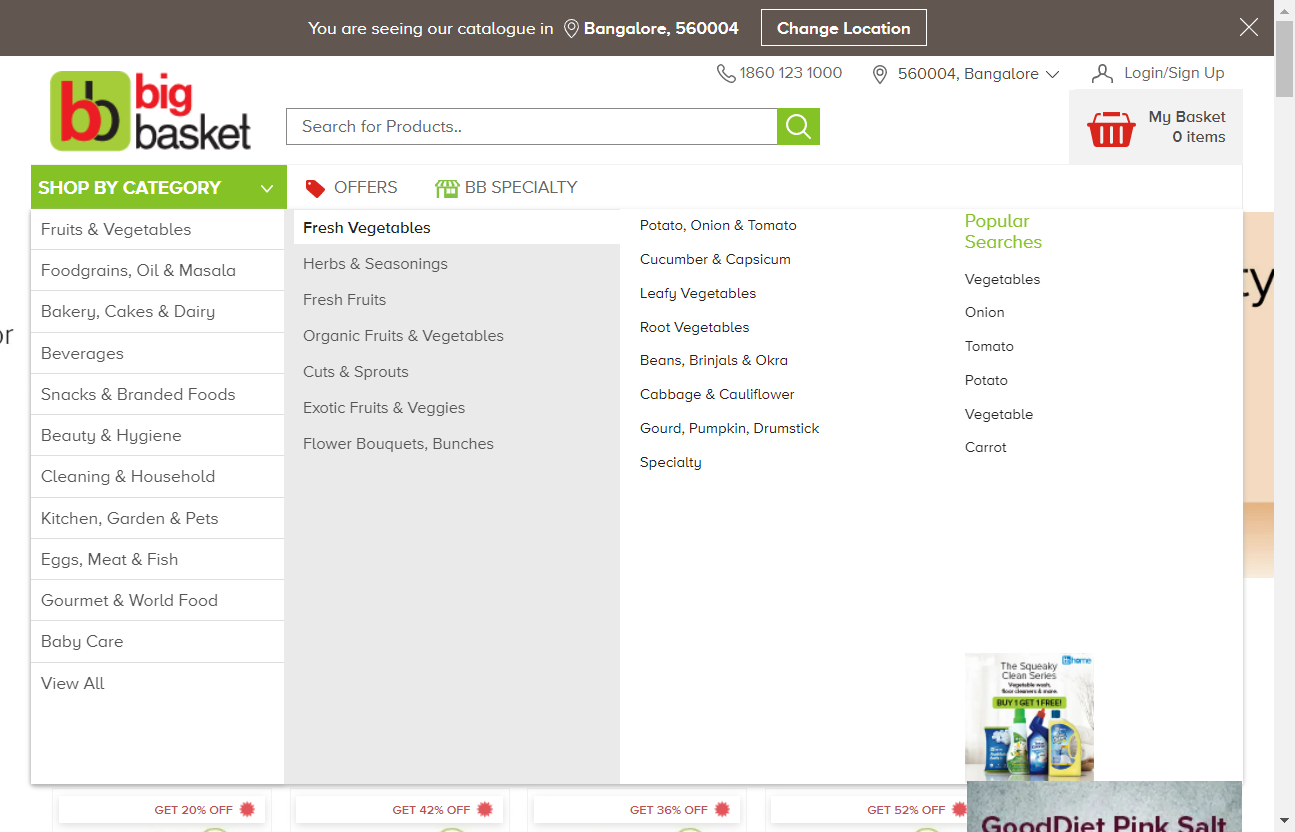 You are seeing our catalogue in Bangalore, 560004 Change Location
1860 123 1000 560004, Bangalore Login/Sign Up
bb big basket
Search for Products..
My Basket
0 items
SHOP BY CATEGORY OFFERS BB SPECIALTY
Fruits & Vegetables
Foodgrains, Oil & Masala
Bakery, Cakes & Dairy
Beverages
Snacks & Branded Foods
Beauty & Hygiene
Cleaning & Household
Kitchen, Garden & Pets
Eggs, Meat & Fish
Gourmet & World Food
Baby Care
View All
Fresh Vegetables
Herbs & Seasonings
Fresh Fruits
Organic Fruits & Vegetables
Cuts & Sprouts
Exotic Fruits & Veggies
Flower Bouquets, Bunches
Potato, Onion & Tomato
Cucumber & Capsicum
Leafy Vegetables
Root Vegetables
Beans, Brinjals & Okra
Cabbage & Cauliflower
Gourd, Pumpkin, Drumstick
Specialty
Popular
Searches
Vegetables
Onion
Tomato
Potato
Vegetable
Carrot
or
ty
bb home
The Squeaky
Clean Series
Vegetable wash,
floor cleaners & more.
BUY 1 GET 1 FREE!
GET 20% OFF
GET 42% OFF
GET 36% OFF
GET 52% OFF
GoodDiet Pink Salt